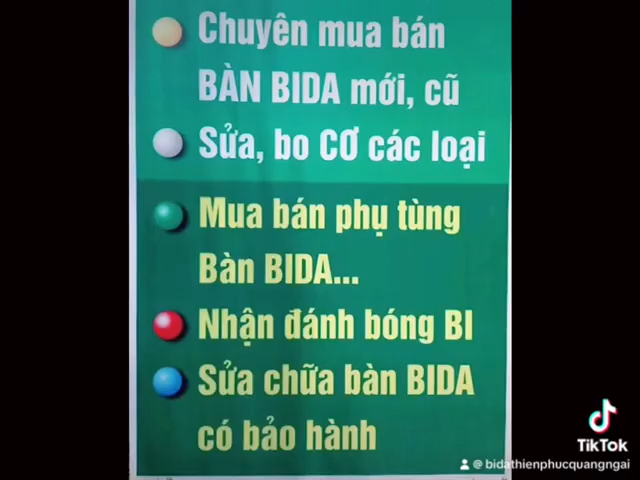 Chuyên mua bán
BÀN BIDA mới, cũ
Sửa, bo CƠ các loại
Mua bán phụ tùng
Bàn BIDA...
Nhận đánh bóng BI
Sửa chữa bàn BIDA
có bảo hành
TikTok
@ bidathienphucquangngai